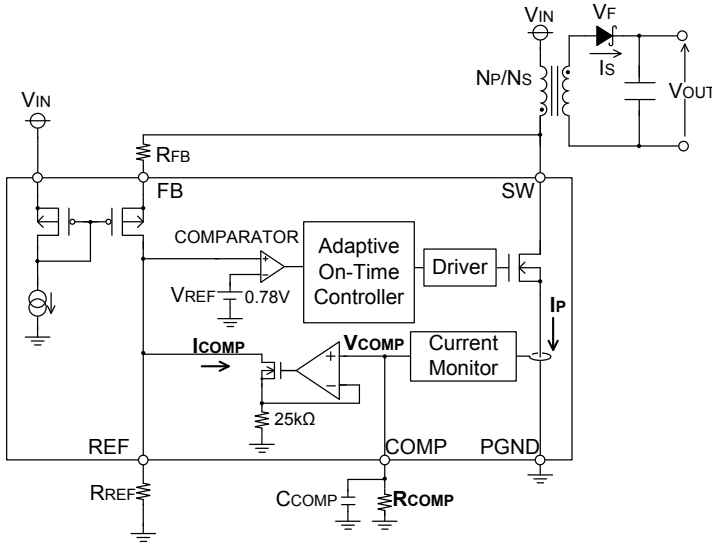 VIN
VF
NP/NS
IS
VOUT
VIN
RFB
FB
SW
COMPARATOR
Adaptive
On-Time
Controller
Driver
VREF
0.78V
IP
ICOMP
VCOMP
Current
Monitor
25kΩ
REF
COMP
PGND
RREF
CCOMP
RCOMP